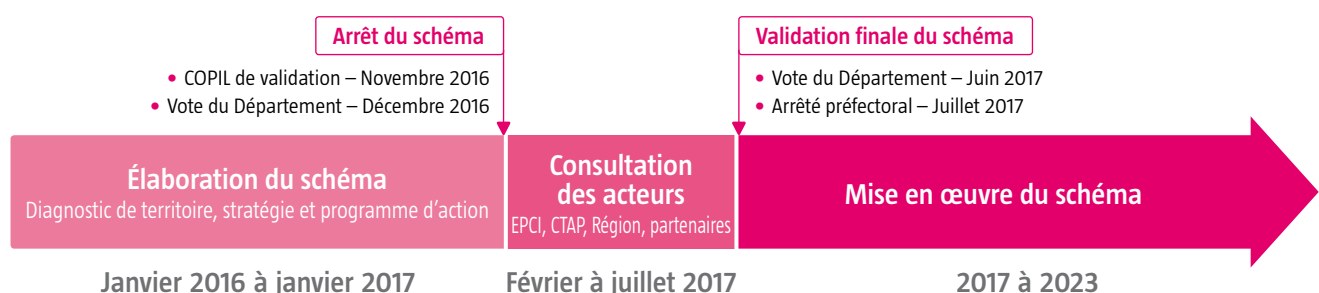 Arrêt du schéma
• COPIL de validation – Novembre 2016
• Vote du Département – Décembre 2016
Validation finale du schéma
• Vote du Département – Juin 2017
• Arrêté préfectoral – Juillet 2017
Élaboration du schéma
Diagnostic de territoire, stratégie et programme d’action
Consultation
des acteurs
EPCI, CTAP, Région, partenaires
Mise en œuvre du schéma
Janvier 2016 à janvier 2017
Février à juillet 2017
2017 à 2023